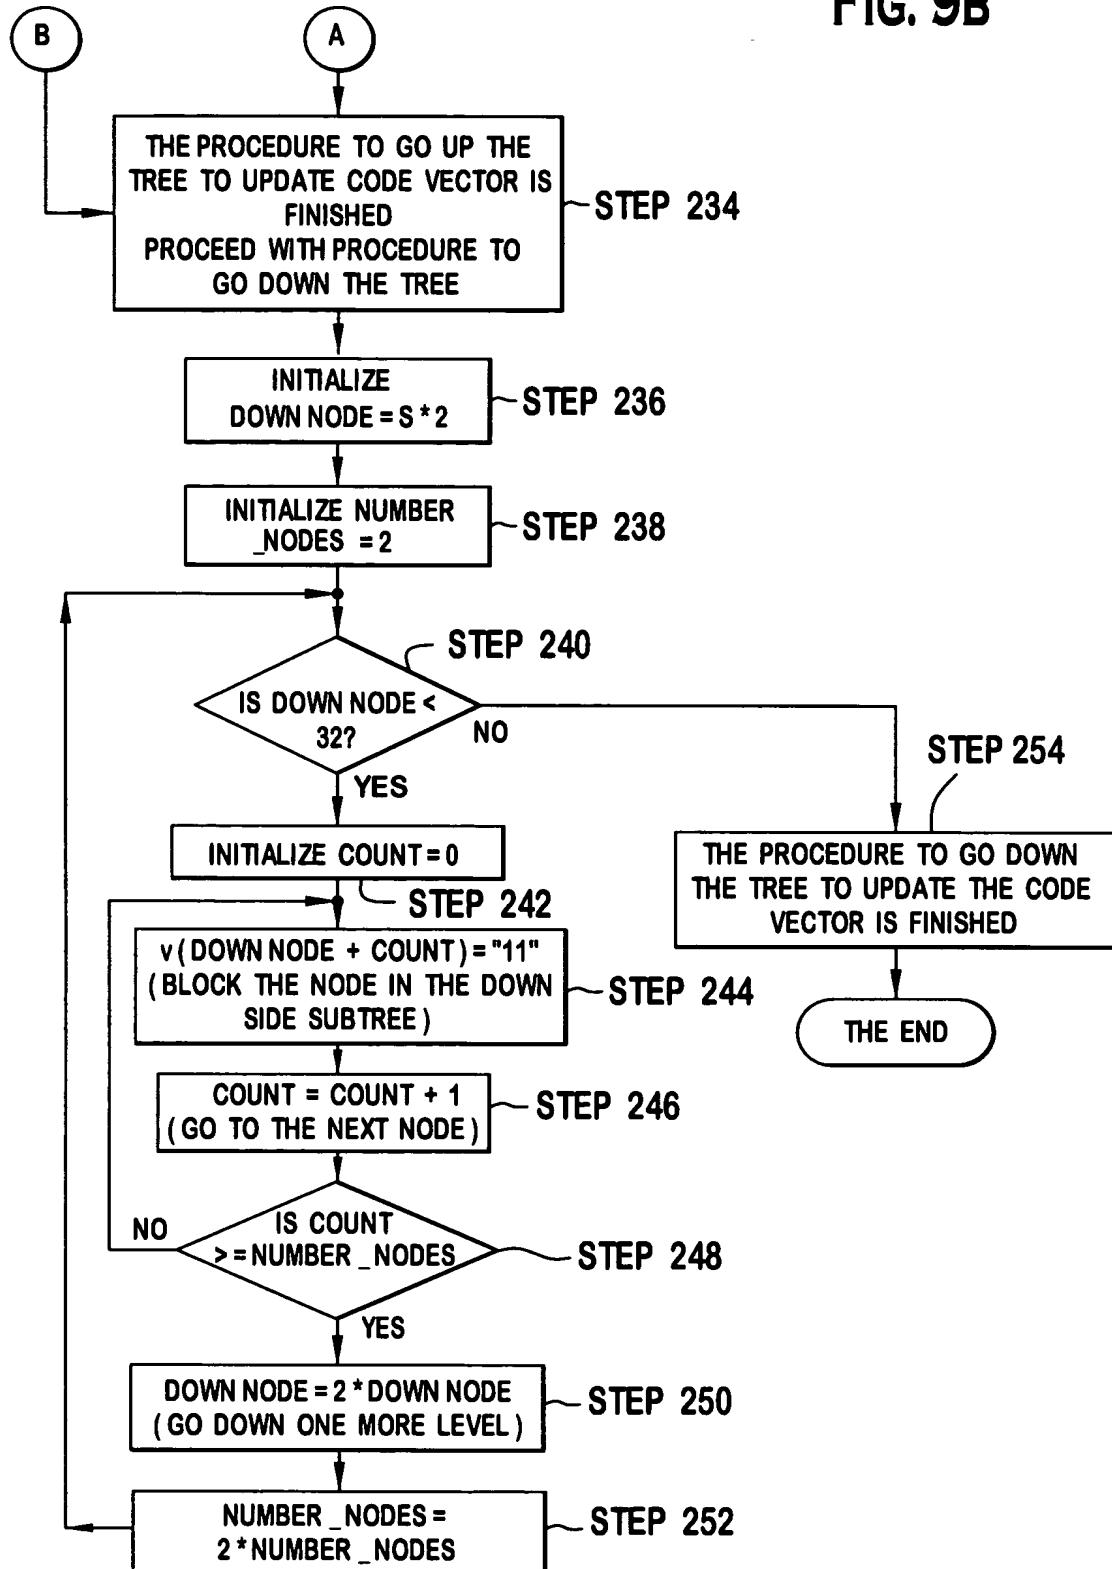 FIG. 9B
B
A
THE PROCEDURE TO GO UP THE
TREE TO UPDATE CODE VECTOR IS
FINISHED
PROCEED WITH PROCEDURE TO
GO DOWN THE TREE
STEP 234
INITIALIZE
DOWN NODE = S * 2
STEP 236
INITIALIZE NUMBER
_NODES = 2
STEP 238
STEP 240
IS DOWN NODE <
32?
NO
YES
STEP 254
INITIALIZE COUNT = 0
STEP 242
THE PROCEDURE TO GO DOWN
THE TREE TO UPDATE THE CODE
VECTOR IS FINISHED
v ( DOWN NODE + COUNT ) = "11"
( BLOCK THE NODE IN THE DOWN
SIDE SUBTREE )
STEP 244
THE END
COUNT = COUNT + 1
( GO TO THE NEXT NODE )
STEP 246
NO
IS COUNT
> = NUMBER _NODES
STEP 248
YES
DOWN NODE = 2 * DOWN NODE
( GO DOWN ONE MORE LEVEL )
STEP 250
NUMBER _NODES =
2 * NUMBER _NODES
STEP 252